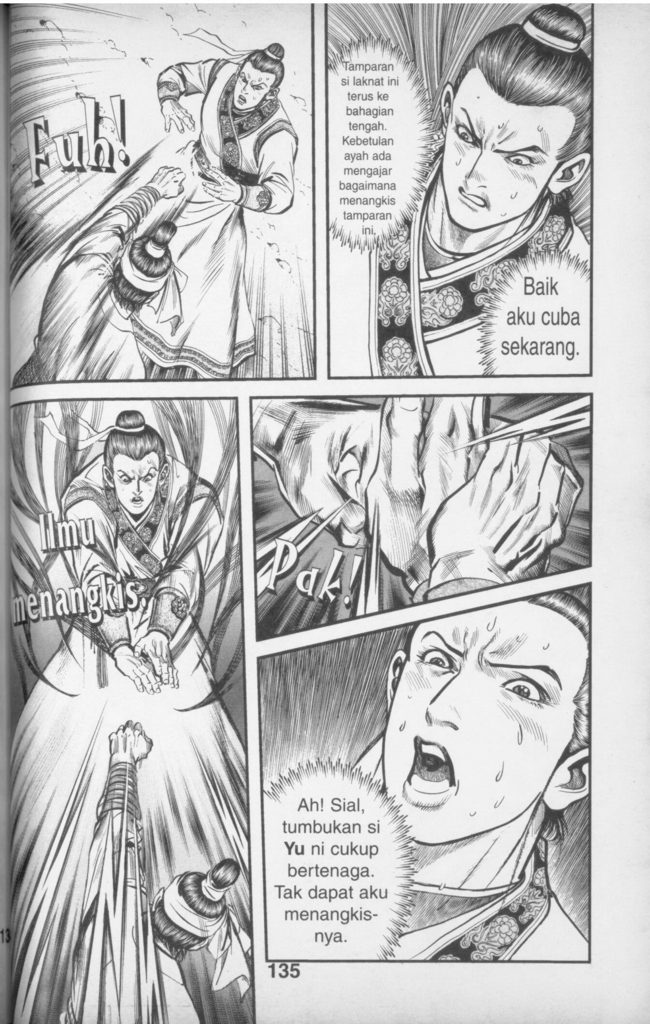 Fuh!
Tamparan
si laknat ini
terus ke
bahagian
tengah.
Kebetulan
ayah ada
mengajar
bagaimana
menangkis
tamparan
ini.
Baik
aku cuba
sekarang.
Ilmu
menangkis.
Pak!
Ah! Sial,
tumbukan si
Yu ni cukup
bertenaga.
Tak dapat aku
menangkis-
nya.
135